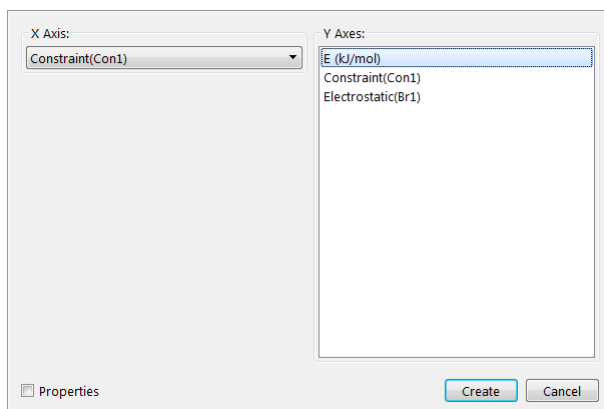 X Axis:
Constraint(Con1)
Y Axes:
E (kJ/mol)
Constraint(Con1)
Electrostatic(Br1)
Properties
Create
Cancel